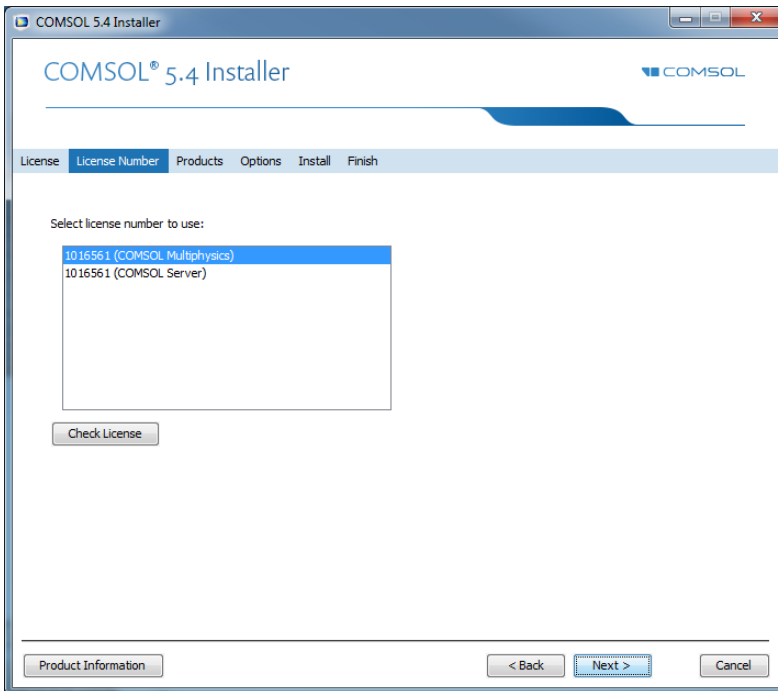 COMSOL 5.4 Installer
COMSOL® 5.4 Installer
COMSOL
License License Number Products Options Install Finish
Select license number to use:
1016561 (COMSOL Multiphysics)
1016561 (COMSOL Server)
Check License
Product Information < Back Next > Cancel